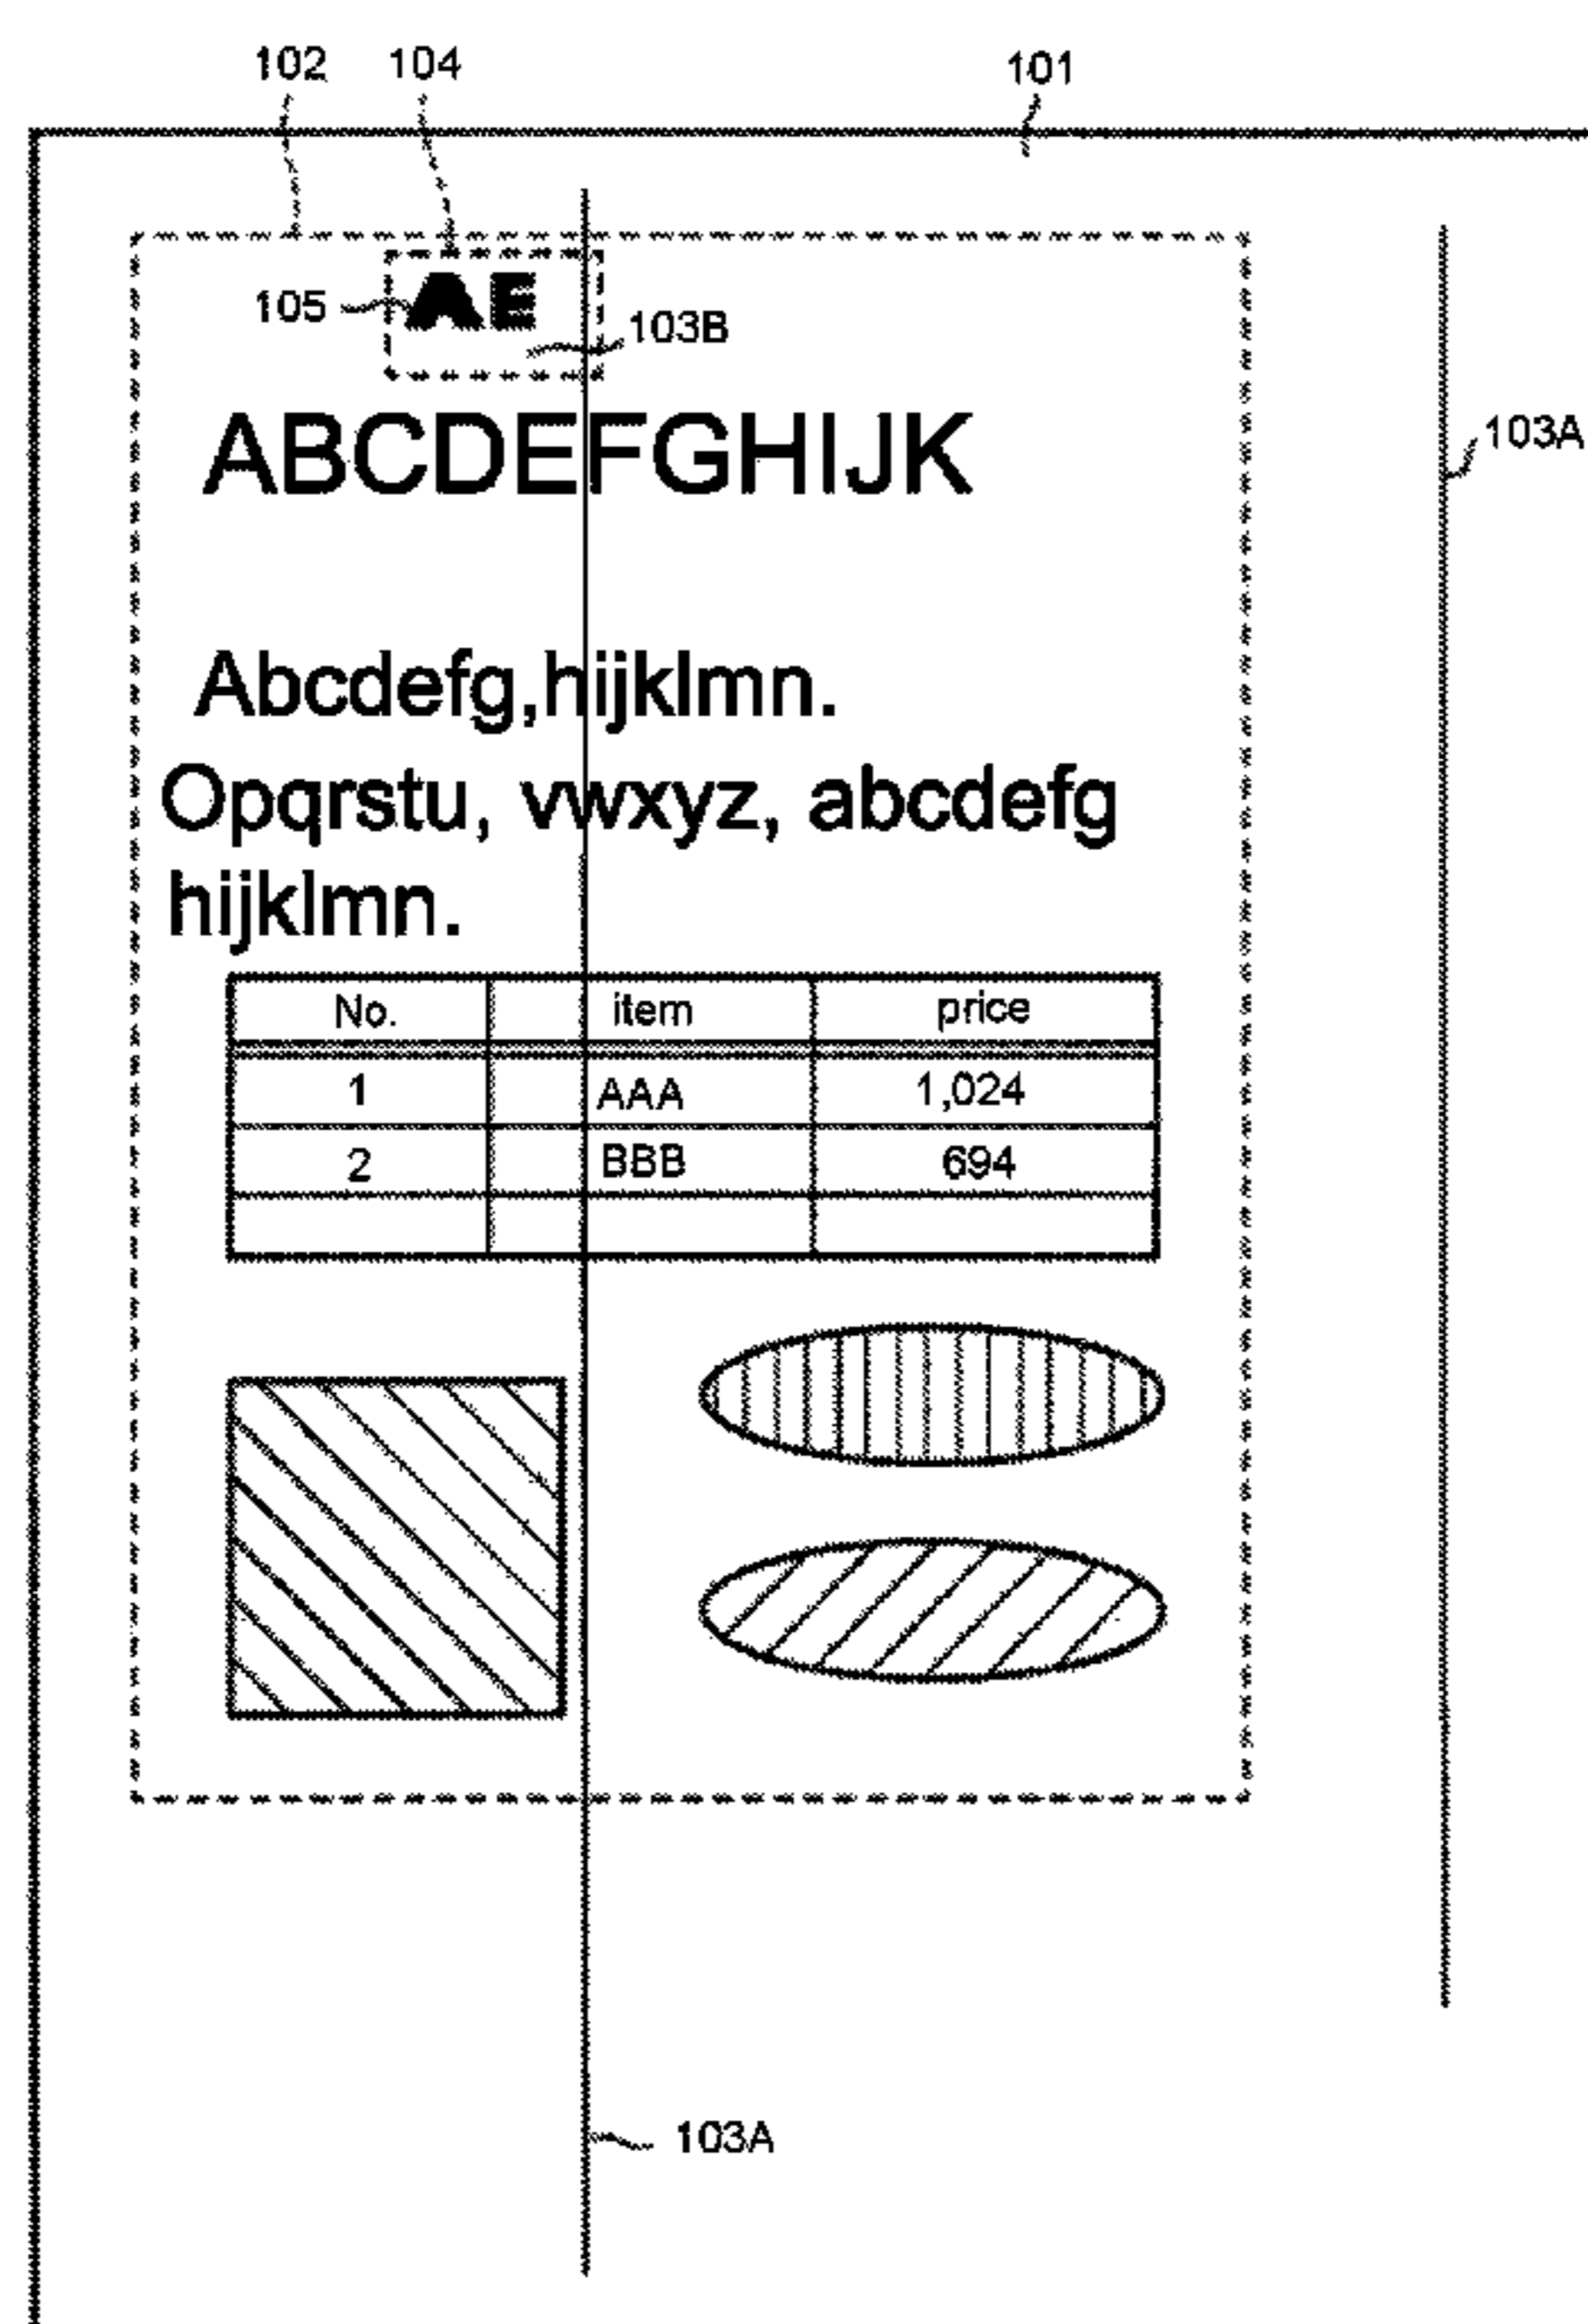 102 104 101
105 AE
103B
ABCDEFGHIJK
103A
Abcdefg,hijklmn.
Opqrstu, vwxyz, abcdefg
hijklmn.
No. item price
1 AAA 1,024
2 BBB 694
103A